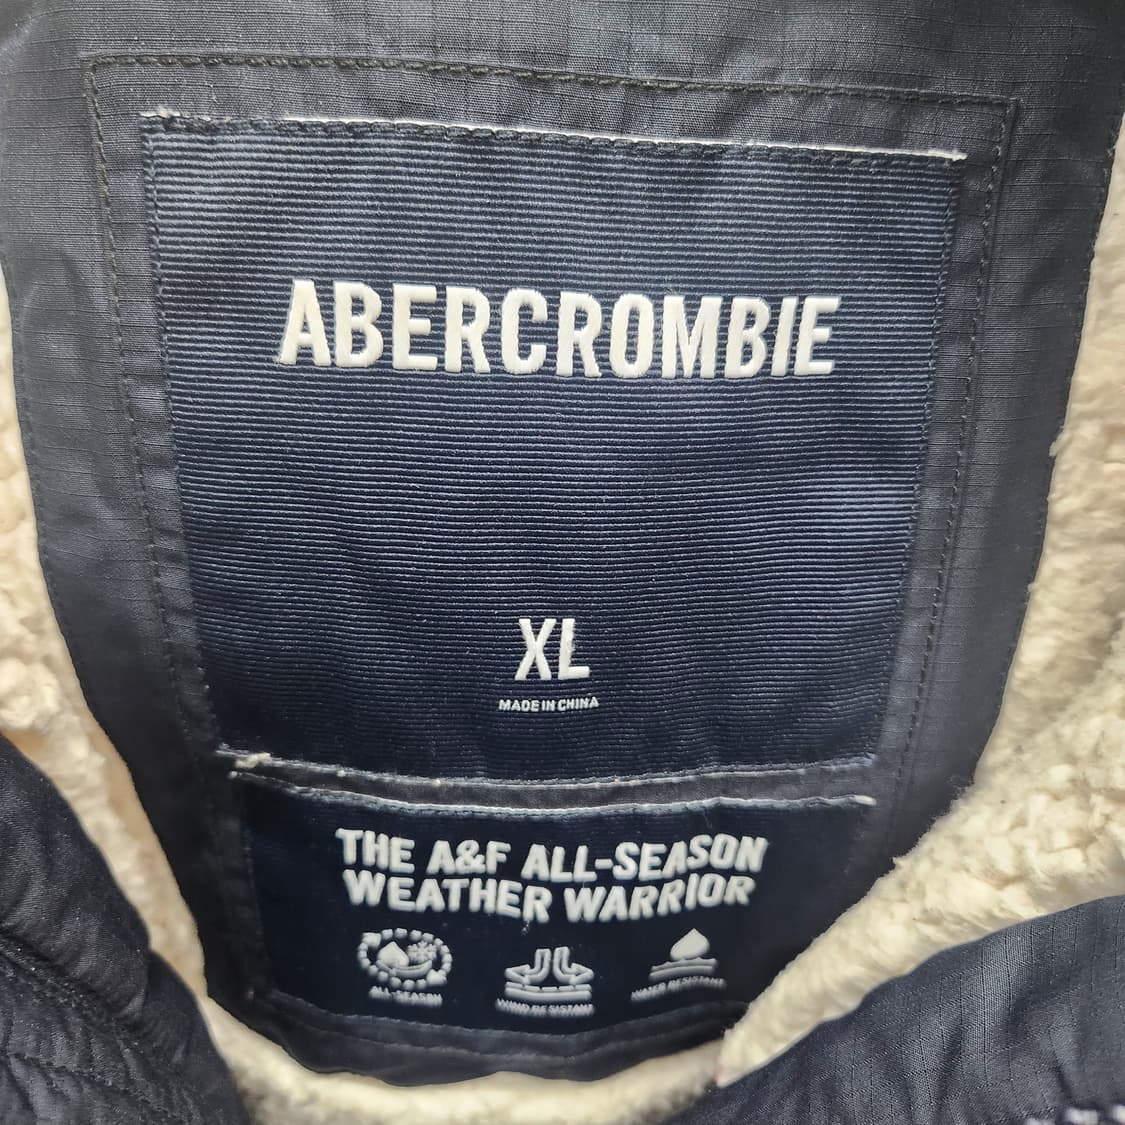 ABERCROMBIE
XL
MADE IN CHINA
THE A&F ALL-SEASON
WEATHER WARRIOR
ALL-SEASON
WIND RESISTANT
WATER RESISTANT